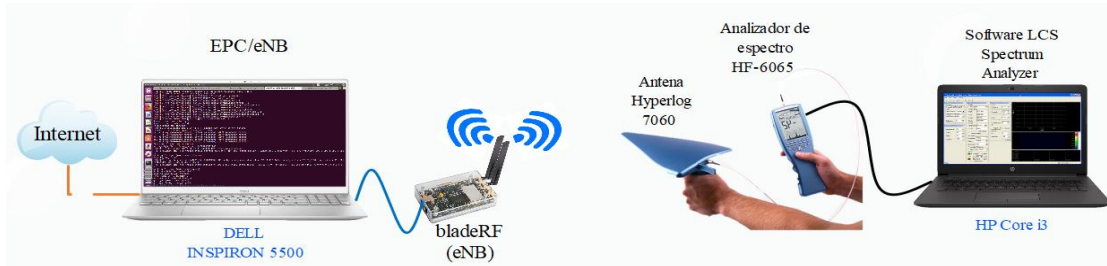 EPC/eNB
Internet
DELL
INSPIRON 5500
bladeRF
(eNB)
Antena
Hyperlog
7060
Analizador de
espectro
HF-6065
Software LCS
Spectrum
Analyzer
HP Core i3